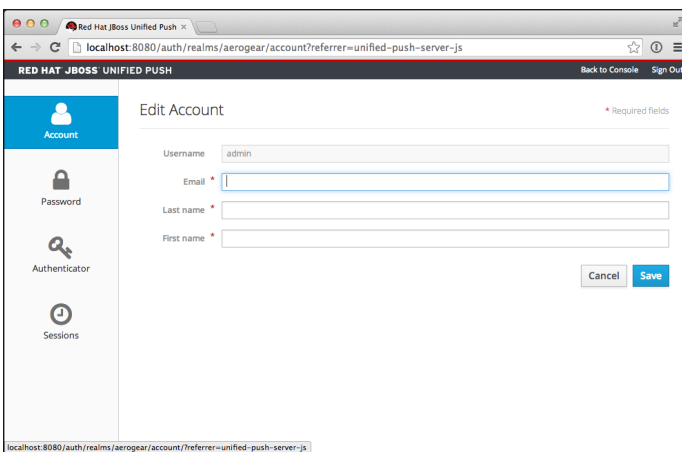 Red Hat JBoss Unified Push
localhost:8080/auth/realms/aerogear/account?referrer=unified-push-server-js
RED HAT JBOSS UNIFIED PUSH Back to Console Sign Out
Account
Password
Authenticator
Sessions
Edit Account * Required fields
Username admin
Email *
Last name *
First name *
Cancel Save
localhost:8080/auth/realms/aerogear/account/?referrer=unified-push-server-js